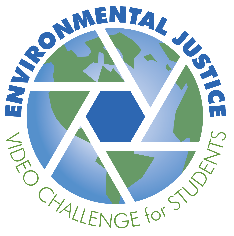 ENVIRONMENTAL JUSTICE
VIDEO CHALLENGE for STUDENTS